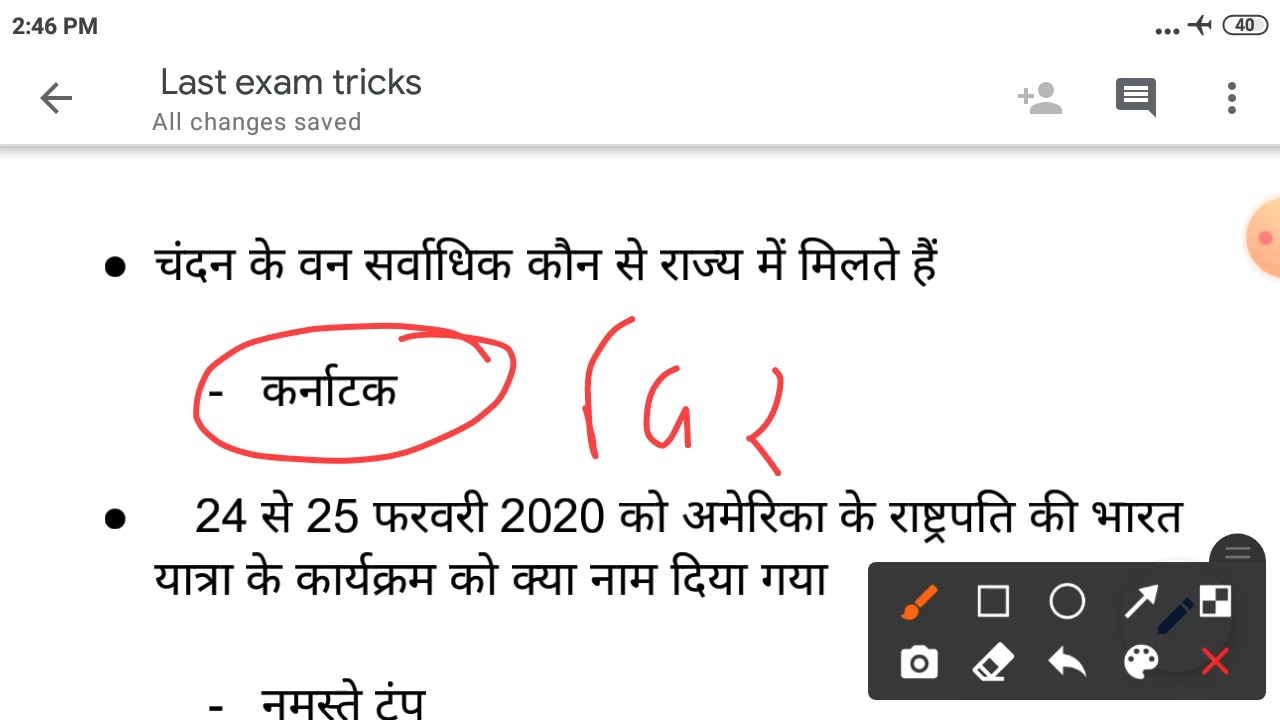 2:46 PM
40
Last exam tricks
All changes saved
● चंदन के वन सर्वाधिक कौन से राज्य में मिलते हैं
- कर्नाटक
● 24 से 25 फरवरी 2020 को अमेरिका के राष्ट्रपति की भारत
यात्रा के कार्यक्रम को क्या नाम दिया गया
- नमस्ते टंप